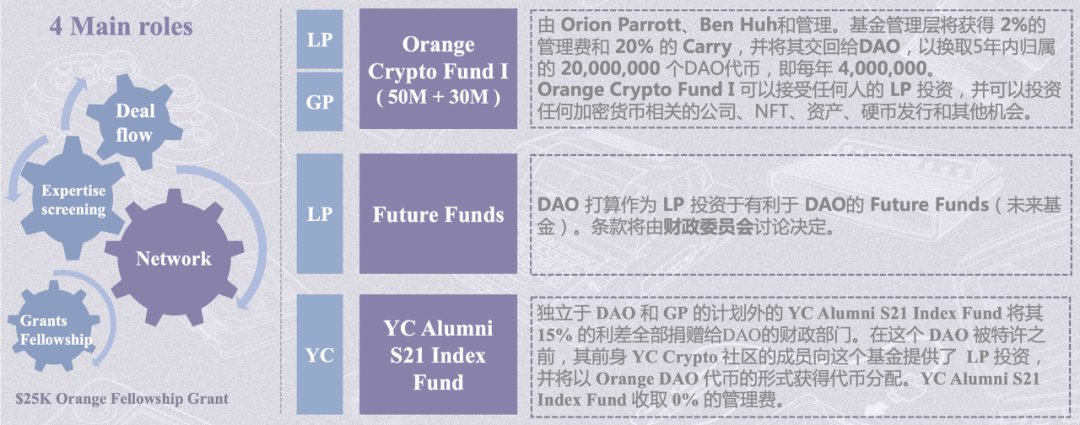 4 Main roles
Deal
flow
Expertise
screening
Network
Grants
Fellowship
$25K Orange Fellowship Grant
LP
GP
Orange
Crypto Fund I
( 50M + 30M )
由 Orion Parrott、Ben Huh和管理。基金管理层将获得 2%的
管理费和 20% 的 Carry，并将其交回给DAO，以换取5年内归属
的 20,000,000 个DAO代币，即每年 4,000,000。
Orange Crypto Fund I 可以接受任何人的 LP 投资，并可以投资
任何加密货币相关的公司、NFT、资产、硬币发行和其他机会。
LP
Future Funds
DAO 打算作为 LP 投资于有利于 DAO的 Future Funds（未来基
金）。条款将由财政委员会讨论决定。
YC
YC Alumni
S21 Index
Fund
独立于 DAO 和 GP 的计划外的 YC Alumni S21 Index Fund 将其
15% 的利差全部捐赠给DAO的财政部门。在这个 DAO 被特许之
前，其前身 YC Crypto 社区的成员向这个基金提供了 LP 投资，
并将以 Orange DAO 代币的形式获得代币分配。YC Alumni S21
Index Fund 收取 0% 的管理费。